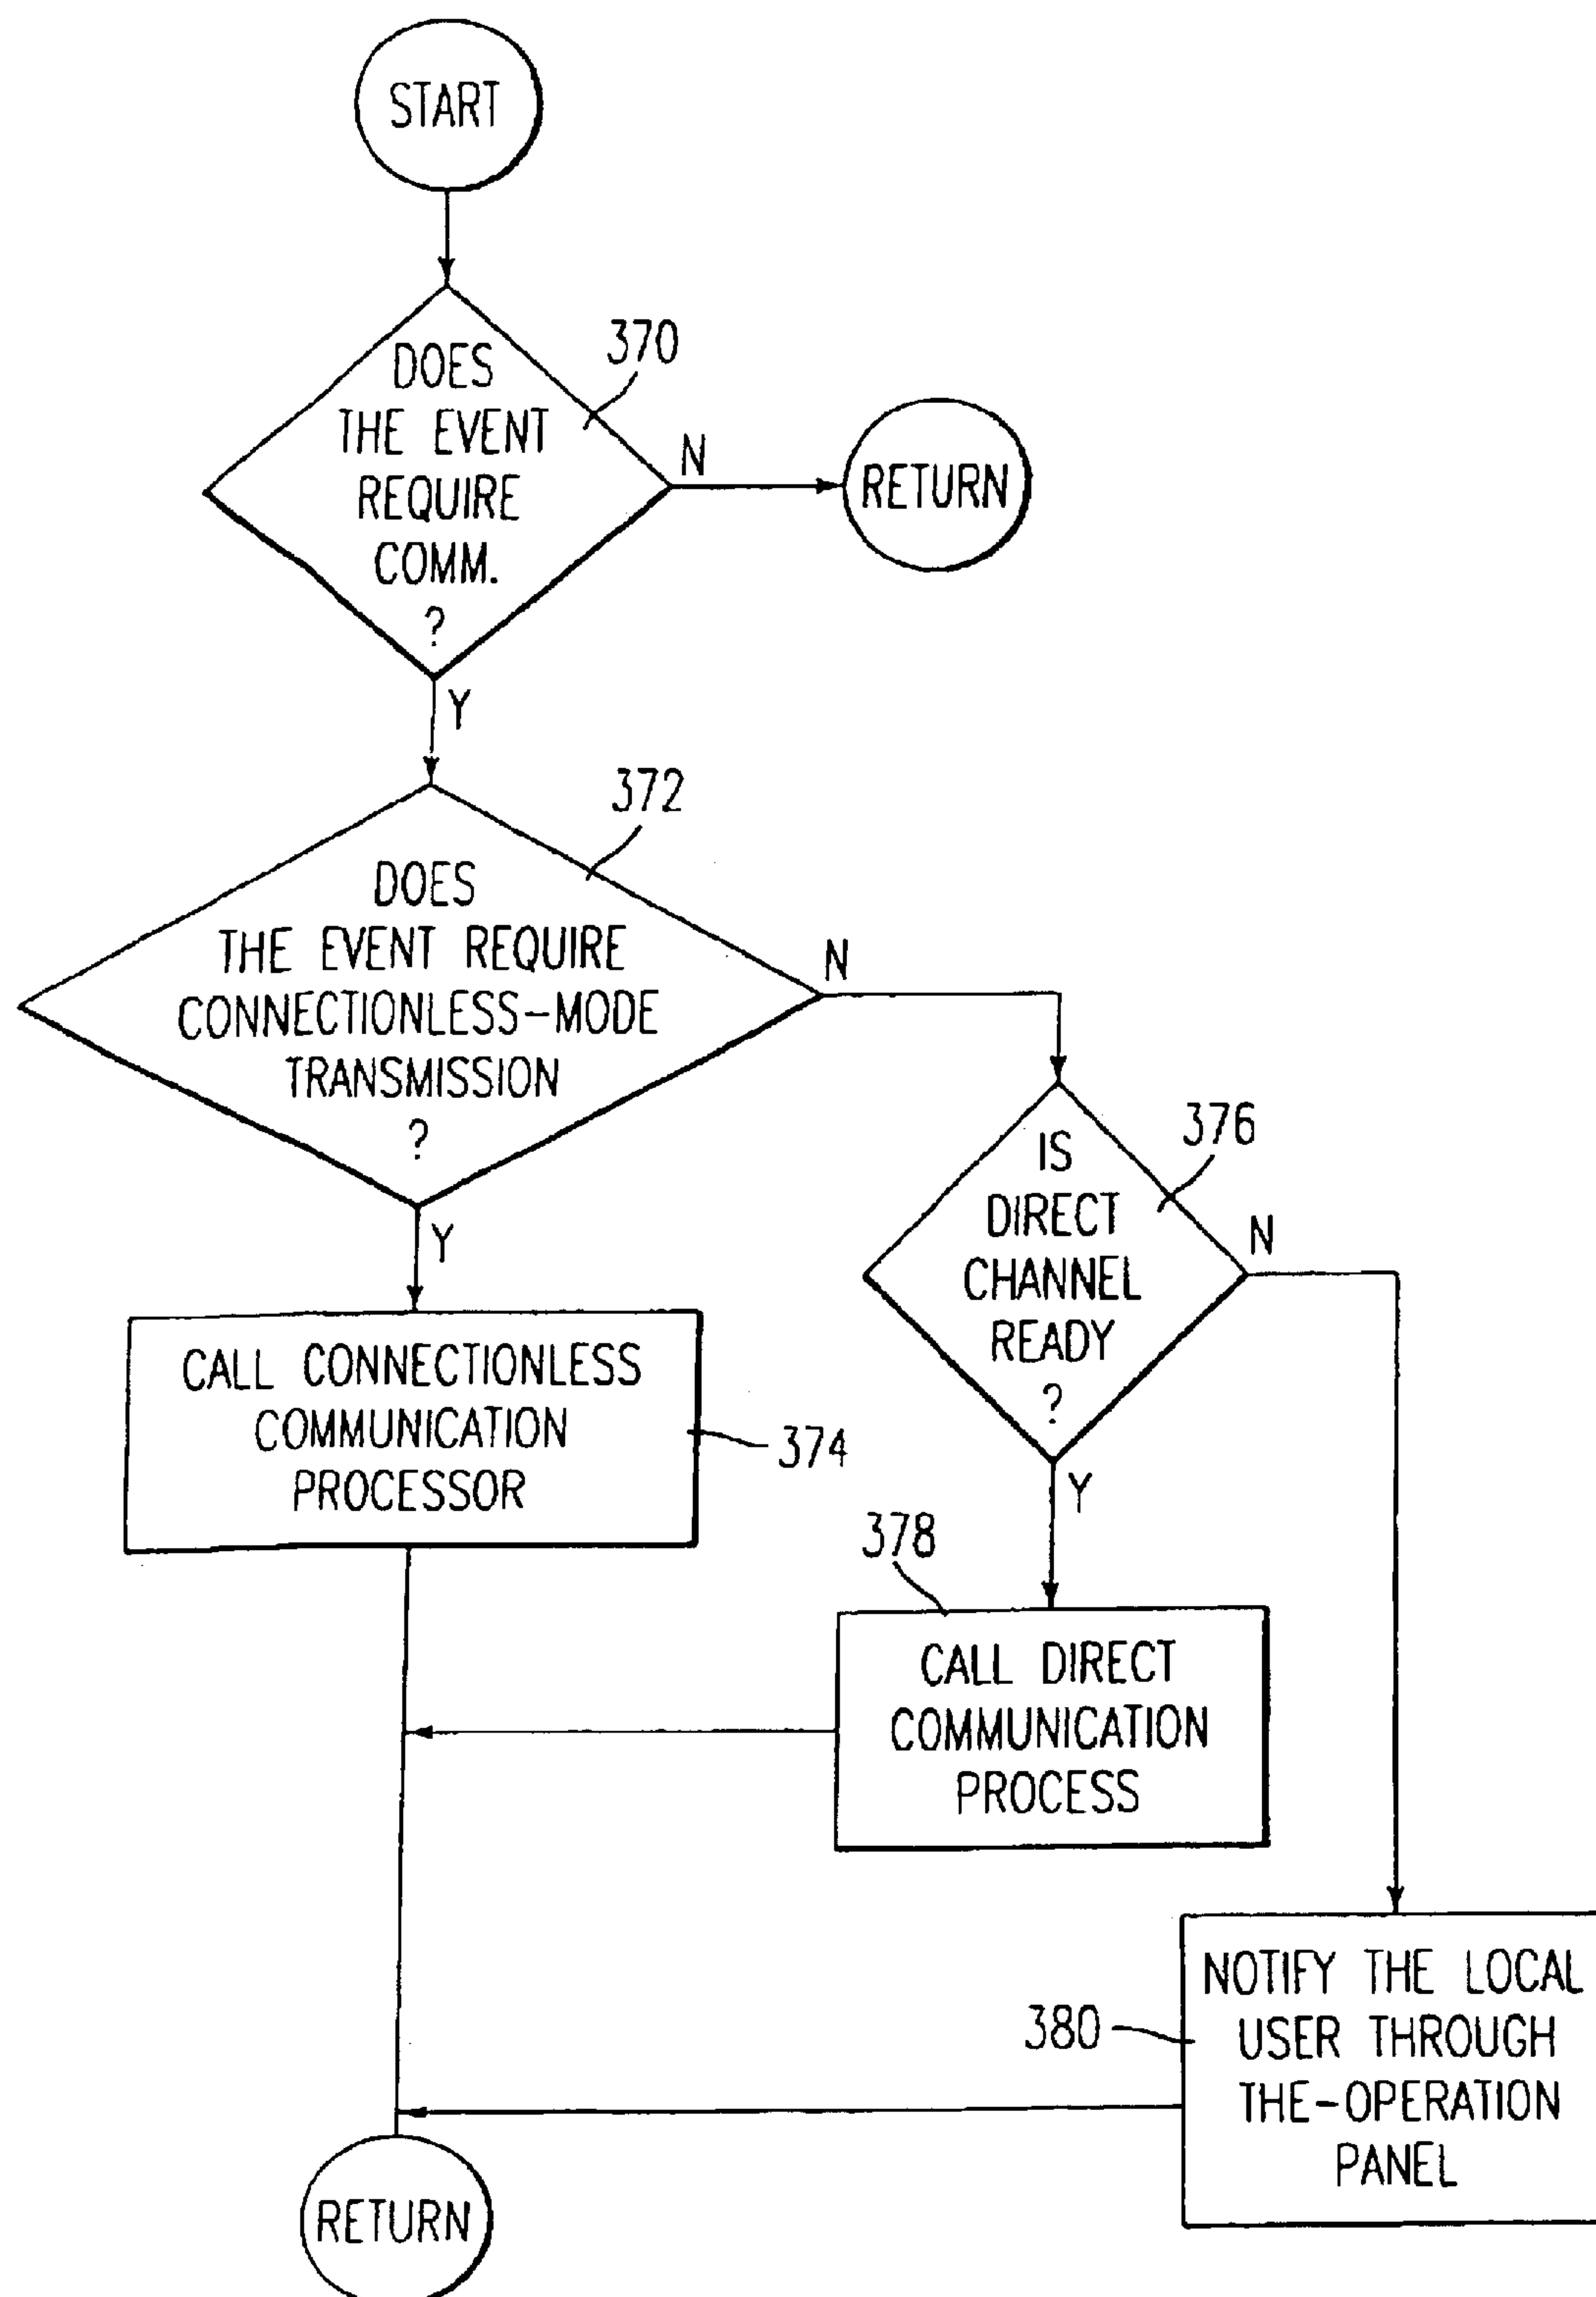 START
DOES
THE EVENT
REQUIRE
COMM.
?
370
N
RETURN
Y
DOES
THE EVENT REQUIRE
CONNECTIONLESS-MODE
TRANSMISSION
?
372
N
Y
IS
DIRECT
CHANNEL
READY
?
376
N
Y
CALL CONNECTIONLESS
COMMUNICATION
PROCESSOR
374
378
CALL DIRECT
COMMUNICATION
PROCESS
380
NOTIFY THE LOCAL
USER THROUGH
THE-OPERATION
PANEL
RETURN